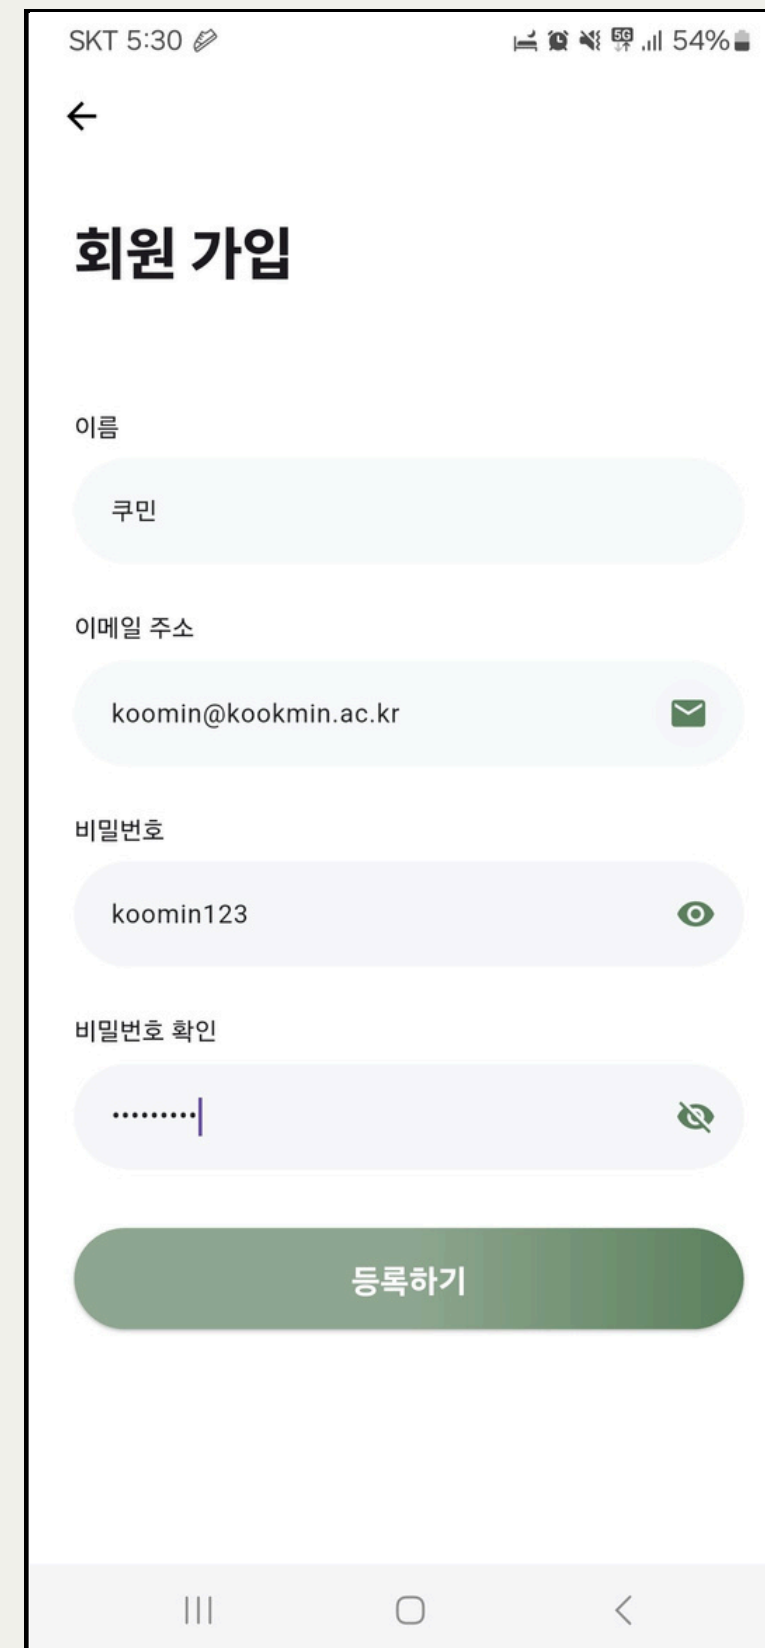 SKT 5:30
5G
54%
회원 가입
이름
쿠민
이메일 주소
koomin@kookmin.ac.kr
비밀번호
koomin123
비밀번호 확인
•••••••••
등록하기